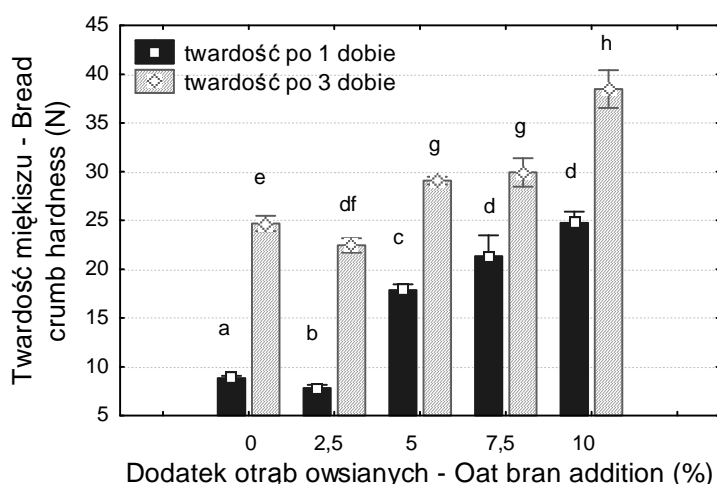 Twardość miękiszu - Bread
crumb hardness (N)
45
40
35
30
25
20
15
10
5
twardość po 1 dobie
twardość po 3 dobie
a
e
b
df
c
g
d
g
d
h
0
2,5
5
7,5
10
Dodatek otrąb owsianych - Oat bran addition (%)